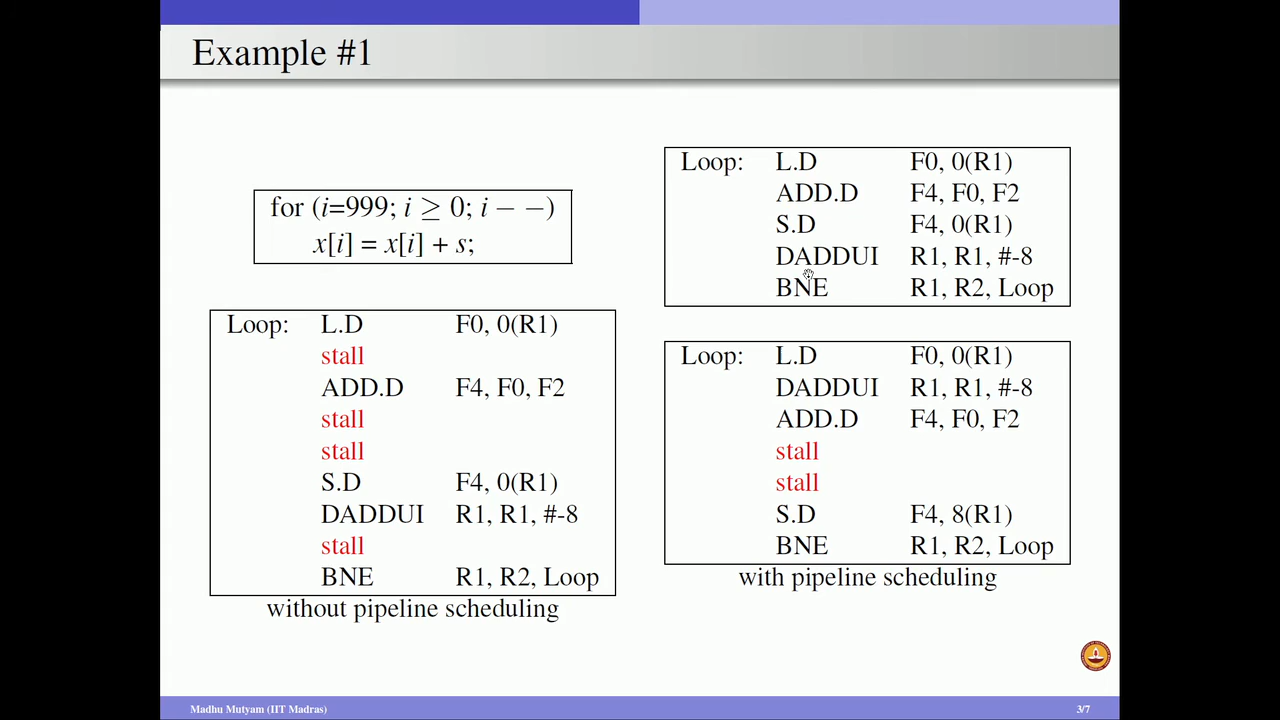 Example #1
for (i=999; i ≥ 0; i − −)
x[i] = x[i] + s;
Loop: L.D F0, 0(R1)
stall
ADD.D F4, F0, F2
stall
stall
S.D F4, 0(R1)
DADDUI R1, R1, #-8
stall
BNE R1, R2, Loop
without pipeline scheduling
Loop: L.D F0, 0(R1)
ADD.D F4, F0, F2
S.D F4, 0(R1)
DADDUI R1, R1, #-8
BNE R1, R2, Loop
Loop: L.D F0, 0(R1)
DADDUI R1, R1, #-8
ADD.D F4, F0, F2
stall
stall
S.D F4, 8(R1)
BNE R1, R2, Loop
with pipeline scheduling
Madhu Mutyam (IIT Madras) 3/7